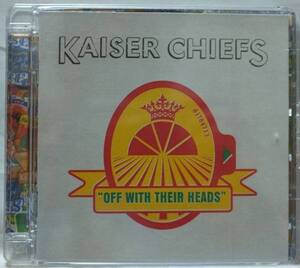 KAISER CHIEFS
"OFF WITH THEIR HEADS"